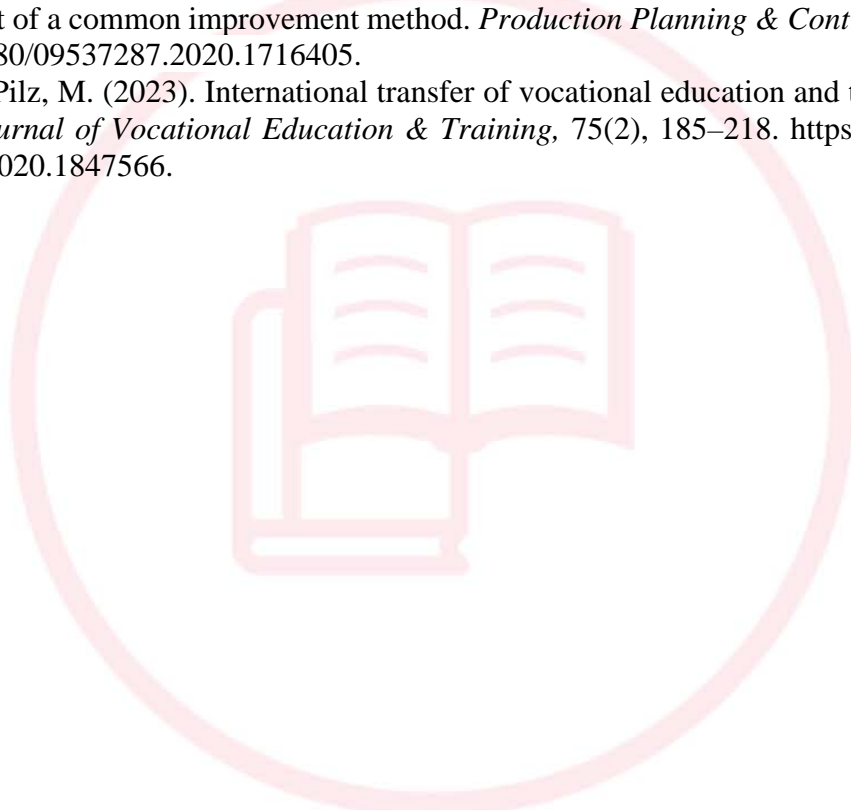 t of a common improvement method. Production Planning & Cont
80/09537287.2020.1716405.
Pilz, M. (2023). International transfer of vocational education and t
urnal of Vocational Education & Training, 75(2), 185–218. https
020.1847566.